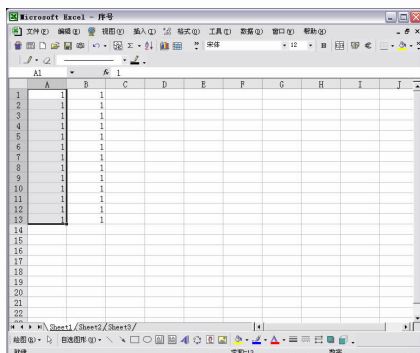 Microsoft Excel - 序号
文件(F) 编辑(E) 视图(V) 插入(I) 格式(O) 工具(T) 数据(D) 窗口(W) 帮助(H)
宋体 12 B
A1 fx 1
A B C D E F G H I J
1 1 1
2 1 1
3 1 1
4 1 1
5 1 1
6 1 1
7 1 1
8 1 1
9 1 1
10 1 1
11 1 1
12 1 1
13 1 1
14
15
16
17
18
19
20
21
22
Sheet1 / Sheet2 / Sheet3 /
绘图(R) 自选图形(U)
就绪 求和=13 数字